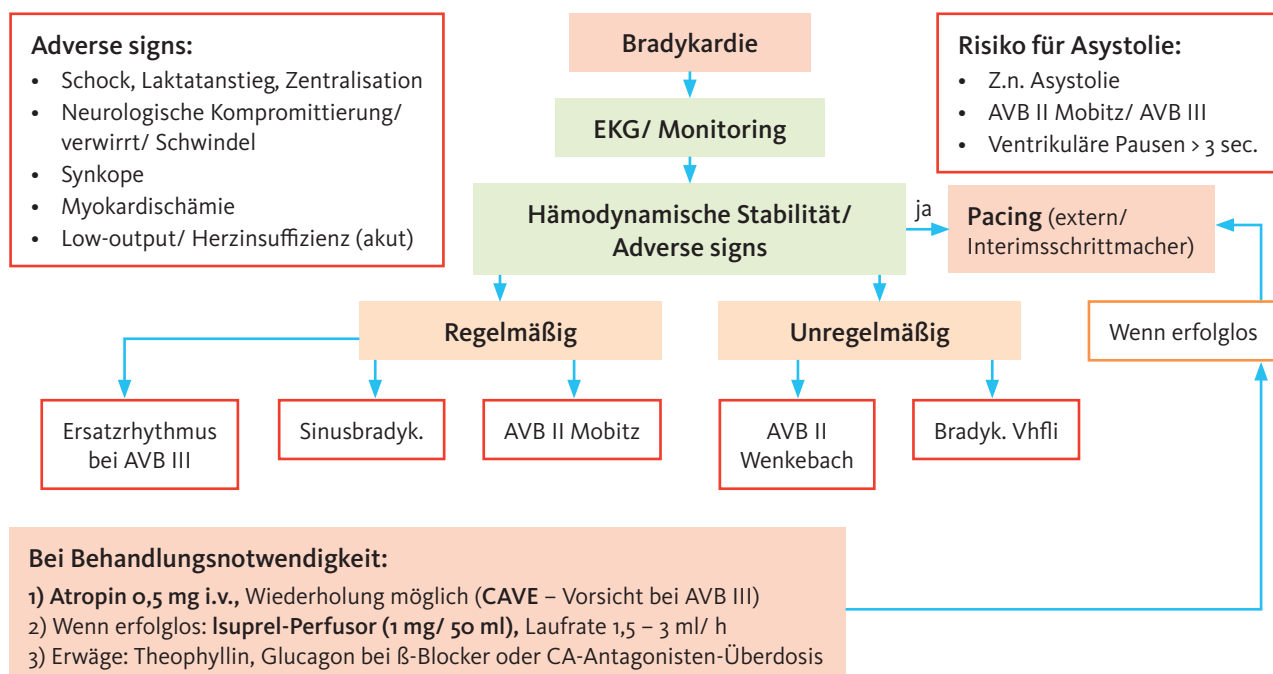 Adverse signs:
• Schock, Laktatanstieg, Zentralisation
• Neurologische Kompromittierung/
verwirrt/ Schwindel
• Synkope
• Myokardischämie
• Low-output/ Herzinsuffizienz (akut)
Bradykardie
EKG/ Monitoring
Hämodynamische Stabilität/
Adverse signs
ja
Risiko für Asystolie:
• Z.n. Asystolie
• AVB II Mobitz/ AVB III
• Ventrikuläre Pausen > 3 sec.
Pacing (extern/
Interimsschrittmacher)
Regelmäßig
Unregelmäßig
Wenn erfolglos
Ersatzrhythmus
bei AVB III
Sinusbradyk.
AVB II Mobitz
AVB II
Wenkebach
Bradyk. Vhfli
Bei Behandlungsnotwendigkeit:
1) Atropin 0,5 mg i.v., Wiederholung möglich (CAVE – Vorsicht bei AVB III)
2) Wenn erfolglos: Isuprel-Perfusor (1 mg/ 50 ml), Laufrate 1,5 – 3 ml/ h
3) Erwäge: Theophyllin, Glucagon bei ß-Blocker oder CA-Antagonisten-Überdosis